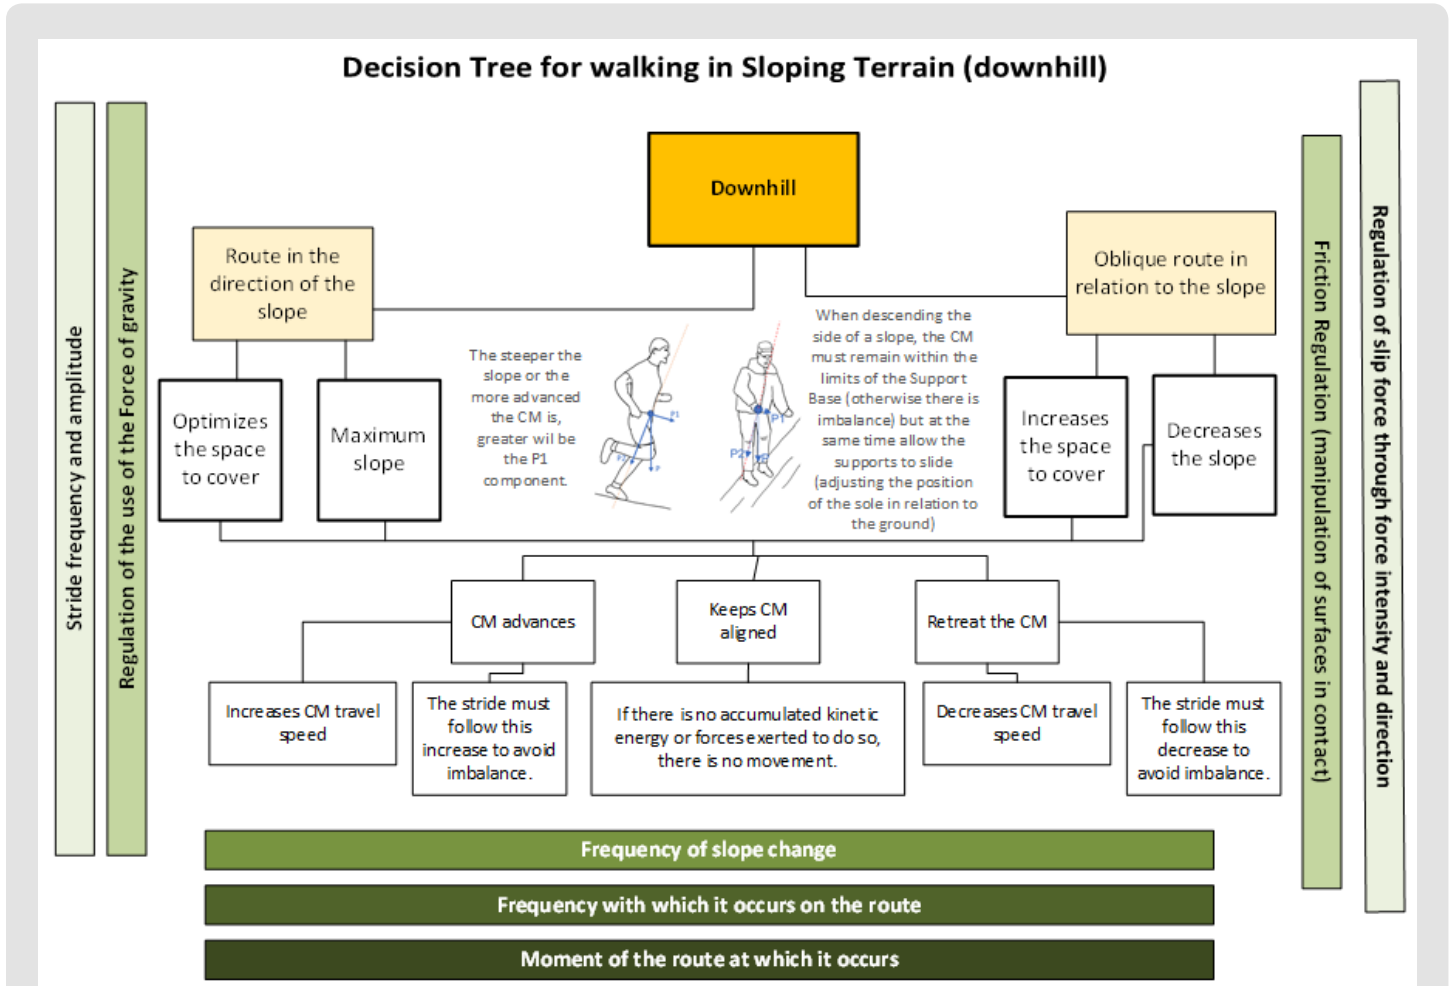 Decision Tree for walking in Sloping Terrain (downhill)
Stride frequency and amplitude
Regulation of the use of the Force of gravity
Downhill
Route in the
direction of the
slope
Oblique route in
relation to the slope
Optimizes
the space
to cover
Maximum
slope
The steeper the
slope or the
more advanced
the CM is,
greater wil be
the P1
component.
P1
P2
P
P1
P2
P
When descending the
side of a slope, the CM
must remain within the
limits of the Support
Base (otherwise there is
imbalance) but at the
same time allow the
supports to slide
(adjusting the position
of the sole in relation to
the ground)
Increases
the space
to cover
Decreases
the slope
CM advances
Keeps CM
aligned
Retreat the CM
Increases CM travel
speed
The stride must
follow this
increase to avoid
imbalance.
If there is no accumulated kinetic
energy or forces exerted to do so,
there is no movement.
Decreases CM travel
speed
The stride must
follow this
decrease to
avoid imbalance.
Friction Regulation (manipulation of surfaces in contact)
Regulation of slip force through force intensity and direction
Frequency of slope change
Frequency with which it occurs on the route
Moment of the route at which it occurs